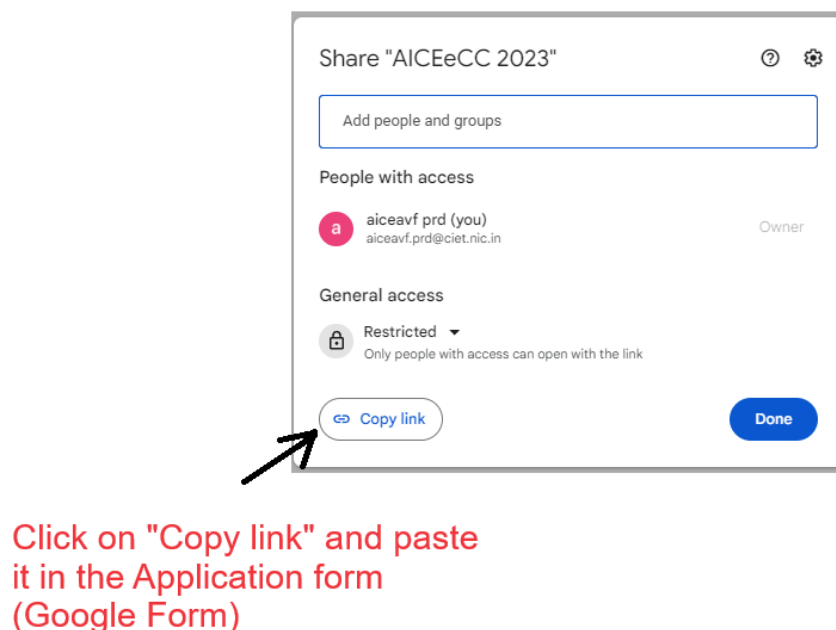 Share "AICEeCC 2023"
Add people and groups
People with access
a
aiceavf prd (you)
aiceavf.prd@ciet.nic.in
Owner
General access
Restricted
Only people with access can open with the link
Copy link
Done
Click on "Copy link" and paste
it in the Application form
(Google Form)